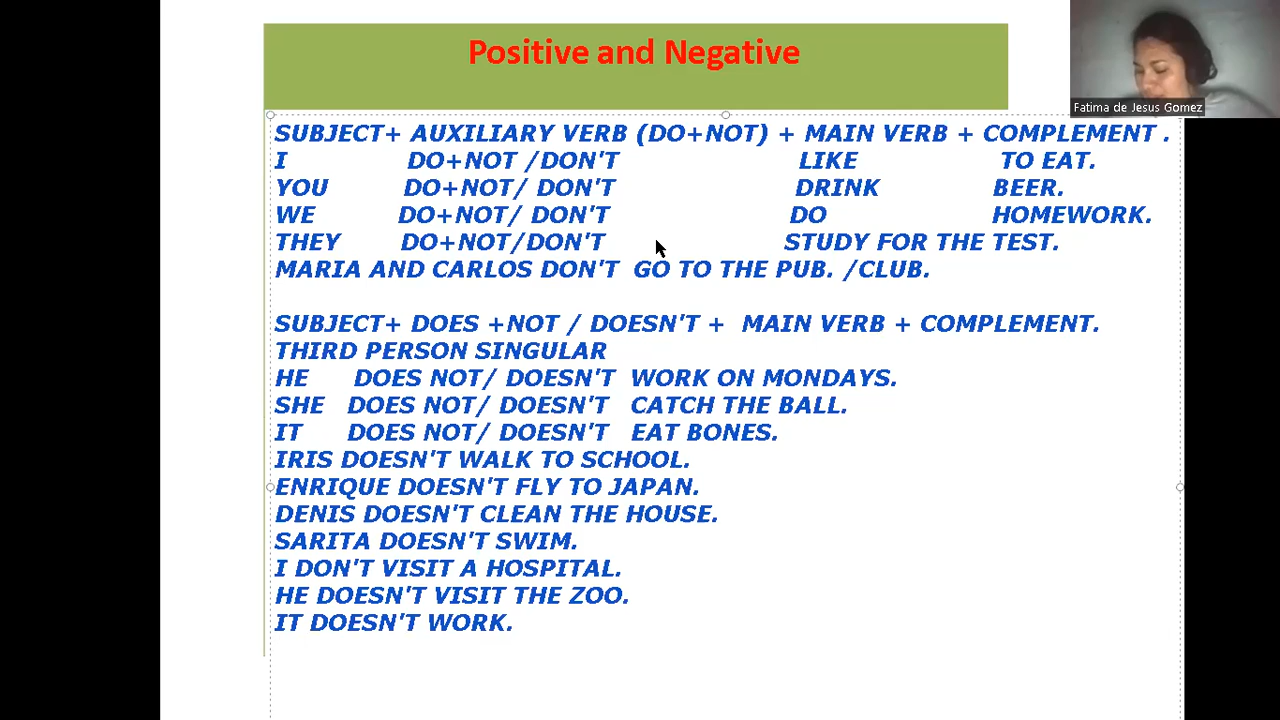 Positive and Negative
Fatima de Jesus Gomez
SUBJECT+ AUXILIARY VERB (DO+NOT) + MAIN VERB + COMPLEMENT .
I DO+NOT /DON'T LIKE TO EAT.
YOU DO+NOT/ DON'T DRINK BEER.
WE DO+NOT/ DON'T DO HOMEWORK.
THEY DO+NOT/DON'T STUDY FOR THE TEST.
MARIA AND CARLOS DON'T GO TO THE PUB. /CLUB.
SUBJECT+ DOES +NOT / DOESN'T + MAIN VERB + COMPLEMENT.
THIRD PERSON SINGULAR
HE DOES NOT/ DOESN'T WORK ON MONDAYS.
SHE DOES NOT/ DOESN'T CATCH THE BALL.
IT DOES NOT/ DOESN'T EAT BONES.
IRIS DOESN'T WALK TO SCHOOL.
ENRIQUE DOESN'T FLY TO JAPAN.
DENIS DOESN'T CLEAN THE HOUSE.
SARITA DOESN'T SWIM.
I DON'T VISIT A HOSPITAL.
HE DOESN'T VISIT THE ZOO.
IT DOESN'T WORK.